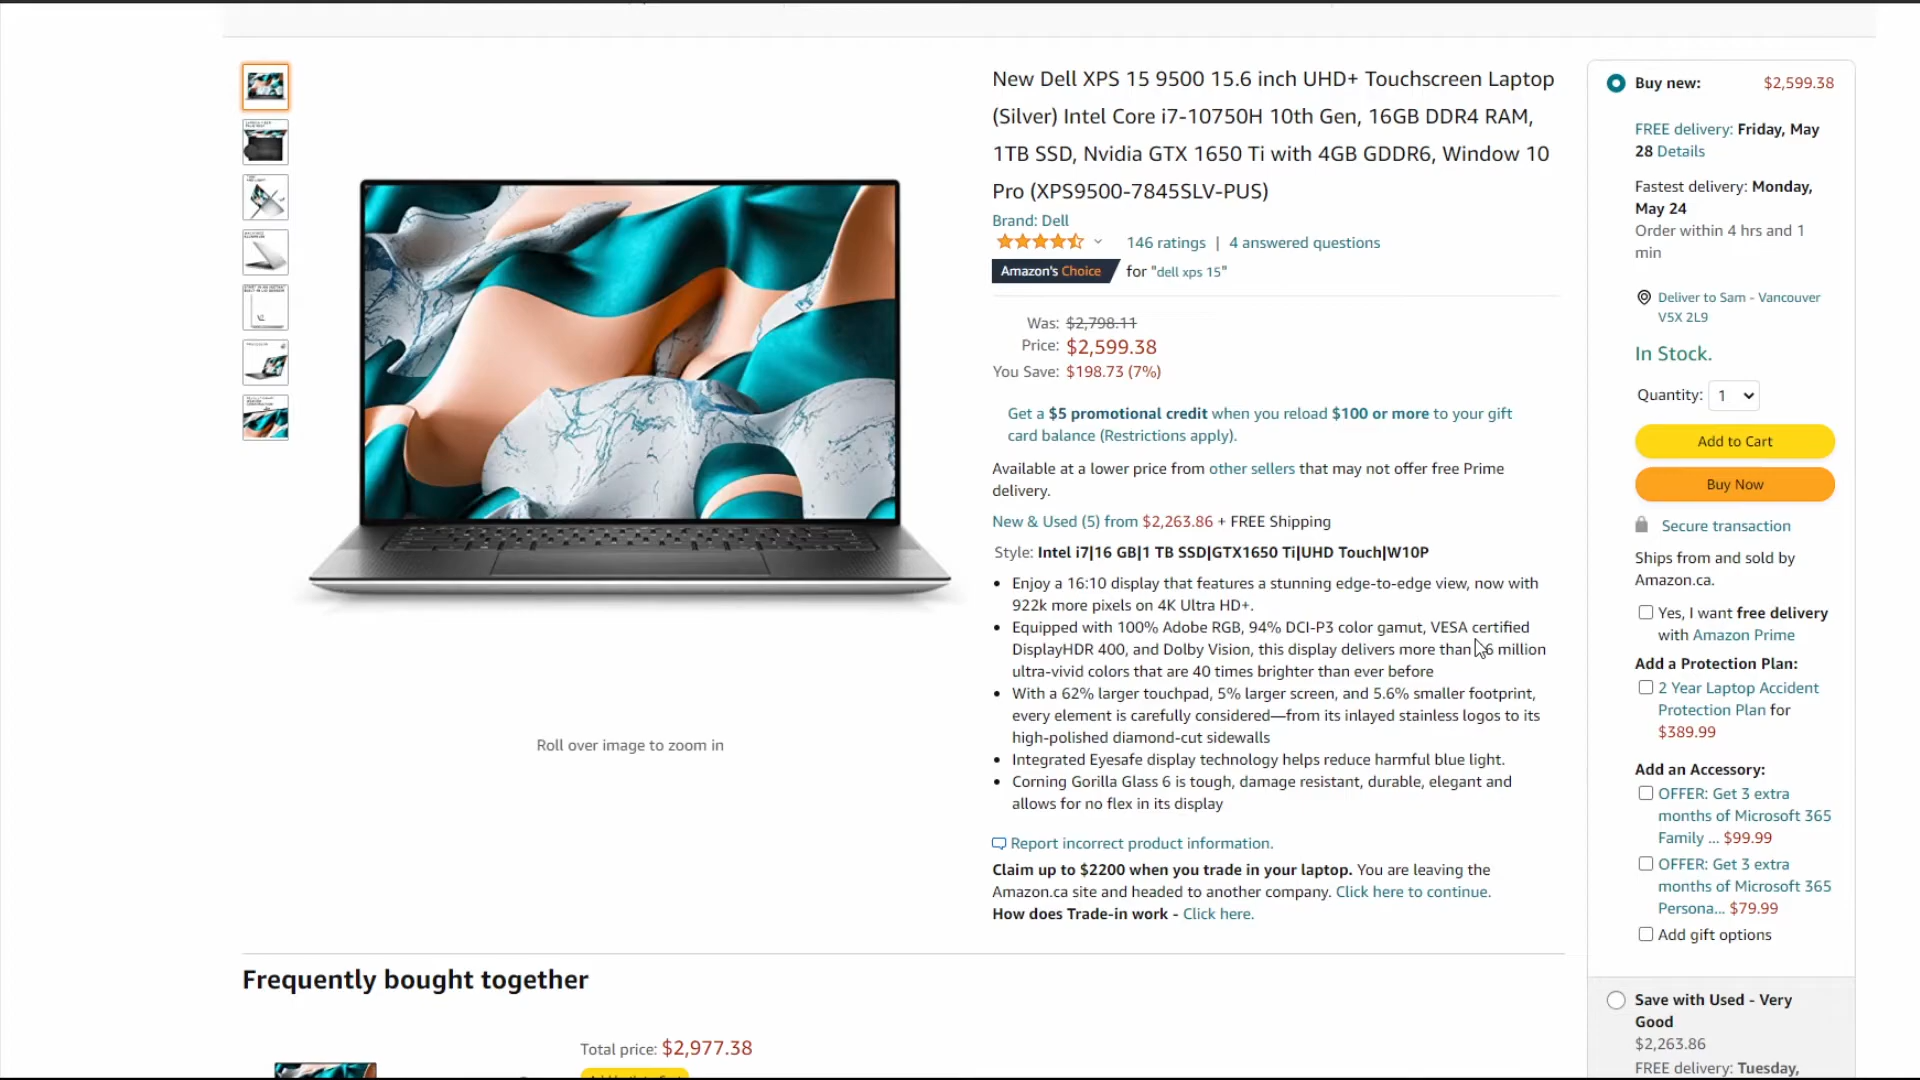 New Dell XPS 15 9500 15.6 inch UHD+ Touchscreen Laptop
(Silver) Intel Core i7-10750H 10th Gen, 16GB DDR4 RAM,
1TB SSD, Nvidia GTX 1650 Ti with 4GB GDDR6, Window 10
Pro (XPS9500-7845SLV-PUS)
Brand: Dell
146 ratings | 4 answered questions
Amazon's Choice for "dell xps 15"
Was: $2,798.11
Price: $2,599.38
You Save: $198.73 (7%)
Get a $5 promotional credit when you reload $100 or more to your gift
card balance (Restrictions apply).
Available at a lower price from other sellers that may not offer free Prime
delivery.
New & Used (5) from $2,263.86 + FREE Shipping
Style: Intel i7|16 GB|1 TB SSD|GTX1650 Ti|UHD Touch|W10P
Enjoy a 16:10 display that features a stunning edge-to-edge view, now with
922k more pixels on 4K Ultra HD+.
Equipped with 100% Adobe RGB, 94% DCI-P3 color gamut, VESA certified
DisplayHDR 400, and Dolby Vision, this display delivers more than 6 million
ultra-vivid colors that are 40 times brighter than ever before
With a 62% larger touchpad, 5% larger screen, and 5.6% smaller footprint,
every element is carefully considered—from its inlayed stainless logos to its
high-polished diamond-cut sidewalls
Integrated Eyesafe display technology helps reduce harmful blue light.
Corning Gorilla Glass 6 is tough, damage resistant, durable, elegant and
allows for no flex in its display
Report incorrect product information.
Claim up to $2200 when you trade in your laptop. You are leaving the
Amazon.ca site and headed to another company. Click here to continue.
How does Trade-in work - Click here.
Roll over image to zoom in
Frequently bought together
Total price: $2,977.38
Buy new: $2,599.38
FREE delivery: Friday, May
28 Details
Fastest delivery: Monday,
May 24
Order within 4 hrs and 1
min
Deliver to Sam - Vancouver
V5X 2L9
In Stock.
Quantity: 1
Add to Cart
Buy Now
Secure transaction
Ships from and sold by
Amazon.ca.
Yes, I want free delivery
with Amazon Prime
Add a Protection Plan:
2 Year Laptop Accident
Protection Plan for
$389.99
Add an Accessory:
OFFER: Get 3 extra
months of Microsoft 365
Family ... $99.99
OFFER: Get 3 extra
months of Microsoft 365
Persona... $79.99
Add gift options
Save with Used - Very
Good
$2,263.86
FREE delivery: Tuesday,